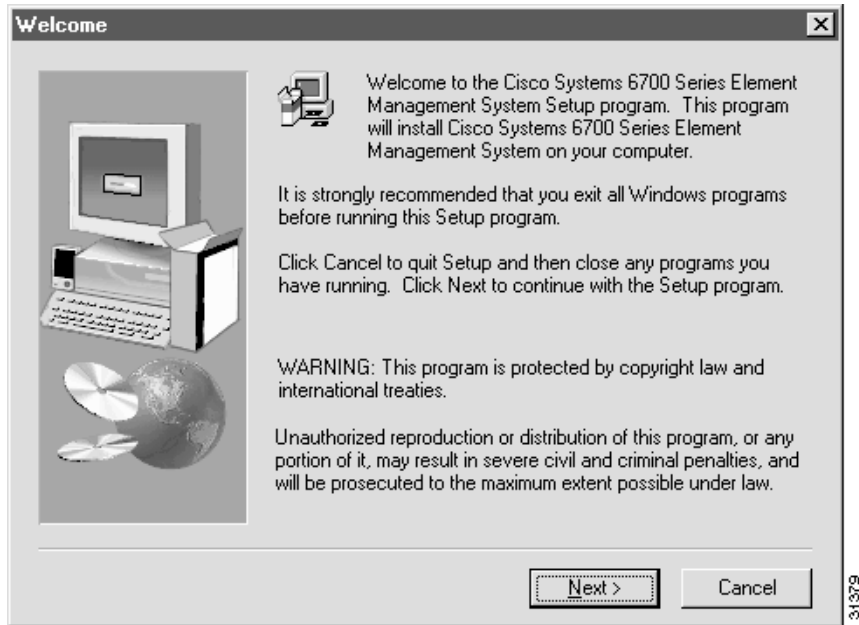 Welcome
Welcome to the Cisco Systems 6700 Series Element
Management System Setup program. This program
will install Cisco Systems 6700 Series Element
Management System on your computer.
It is strongly recommended that you exit all Windows programs
before running this Setup program.
Click Cancel to quit Setup and then close any programs you
have running. Click Next to continue with the Setup program.
WARNING: This program is protected by copyright law and
international treaties.
Unauthorized reproduction or distribution of this program, or any
portion of it, may result in severe civil and criminal penalties, and
will be prosecuted to the maximum extent possible under law.
Next >
Cancel
31379